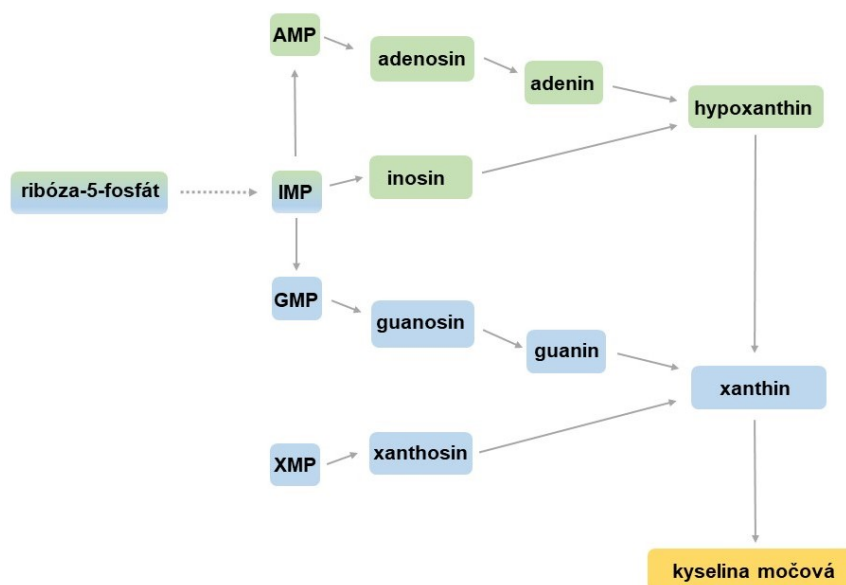 AMP
adenosin
adenin
hypoxanthin
ribóza-5-fosfát
IMP
inosin
GMP
guanosin
guanin
xanthin
XMP
xanthosin
kyselina močová